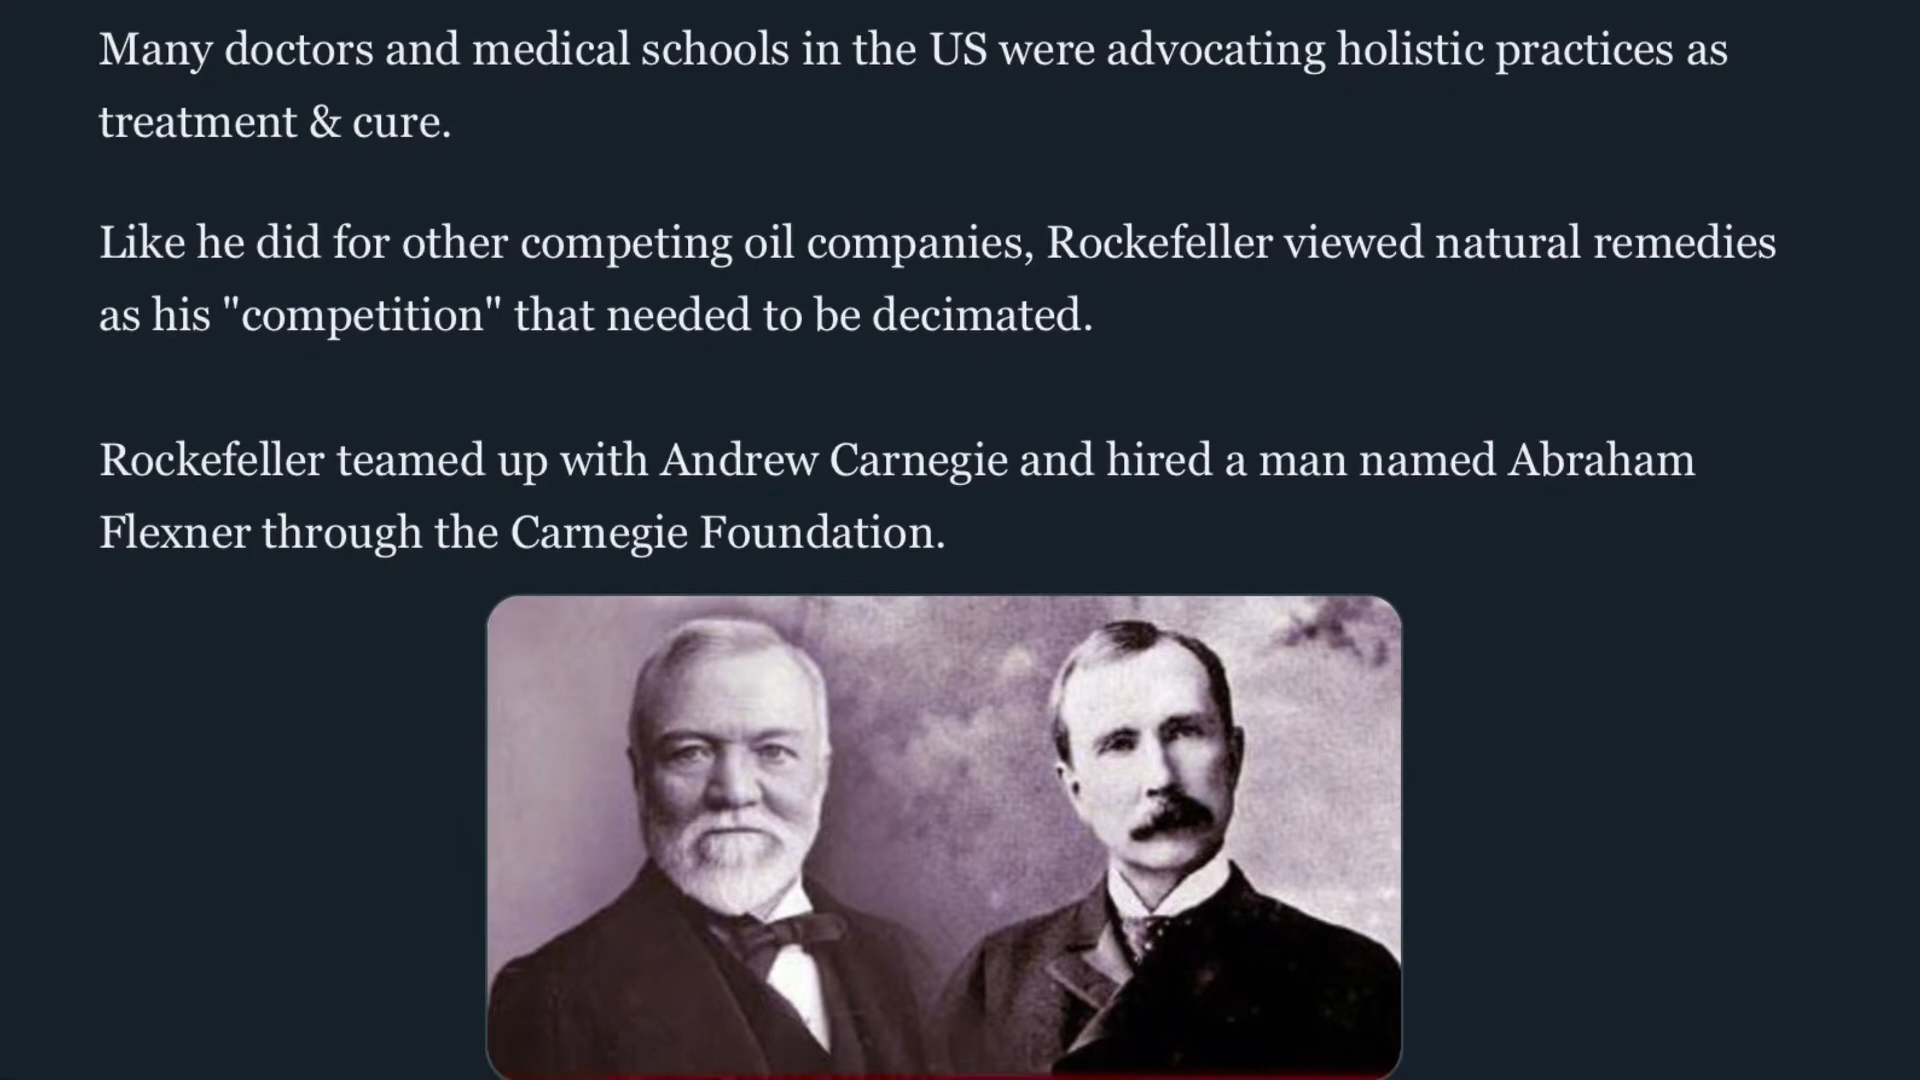 Many doctors and medical schools in the US were advocating holistic practices as
treatment & cure.
Like he did for other competing oil companies, Rockefeller viewed natural remedies
as his "competition" that needed to be decimated.
Rockefeller teamed up with Andrew Carnegie and hired a man named Abraham
Flexner through the Carnegie Foundation.